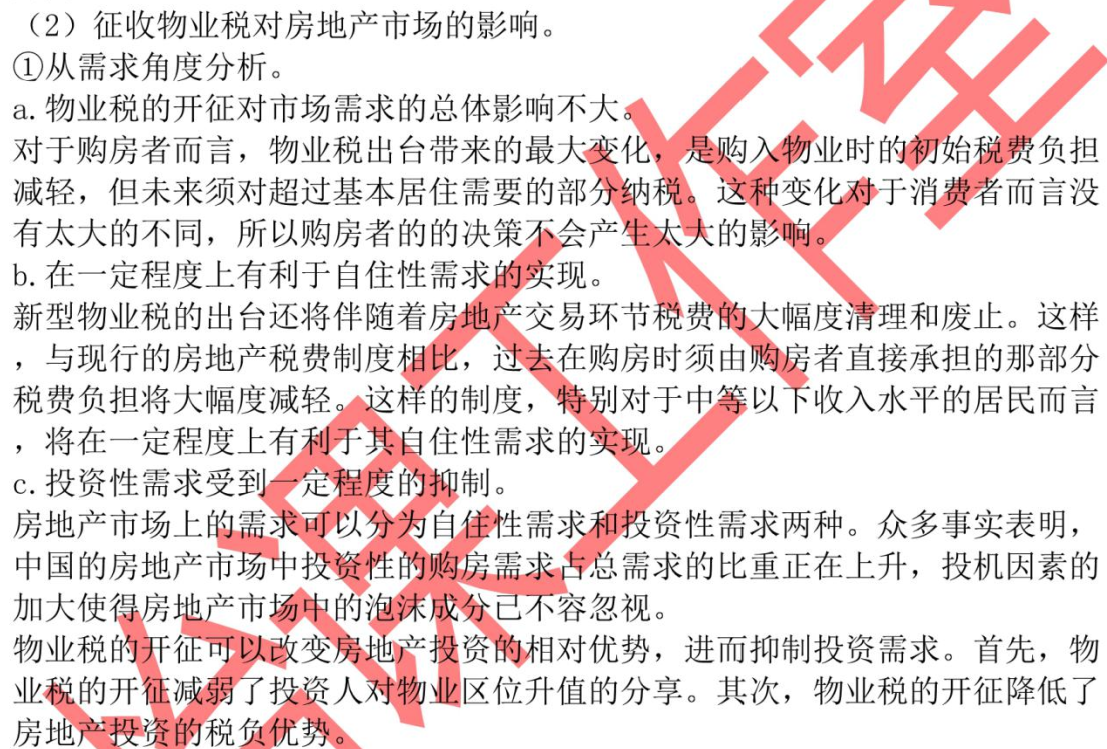 （2）征收物业税对房地产市场的影响。
①从需求角度分析。
a.物业税的开征对市场需求的总体影响不大。
对于购房者而言，物业税出台带来的最大变化，是购入物业时的初始税费负担
减轻，但未来须对超过基本居住需要的部分纳税。这种变化对于消费者而言没
有太大的不同，所以购房者的的决策不会产生太大的影响。
b.在一定程度上有利于自住性需求的实现。
新型物业税的出台还将伴随着房地产交易环节税费的大幅度清理和废止。这样
，与现行的房地产税费制度相比，过去在购房时须由购房者直接承担的那部分
税费负担将大幅度减轻。这样的制度，特别对于中等以下收入水平的居民而言
，将在一定程度上有利于其自住性需求的实现。
c.投资性需求受到一定程度的抑制。
房地产市场上的需求可以分为自住性需求和投资性需求两种。众多事实表明，
中国的房地产市场中投资性的购房需求占总需求的比重正在上升，投机因素的
加大使得房地产市场中的泡沫成分已不容忽视。
物业税的开征可以改变房地产投资的相对优势，进而抑制投资需求。首先，物
业税的开征减弱了投资人对物业区位升值的分享。其次，物业税的开征降低了
房地产投资的税负优势。
课工作室